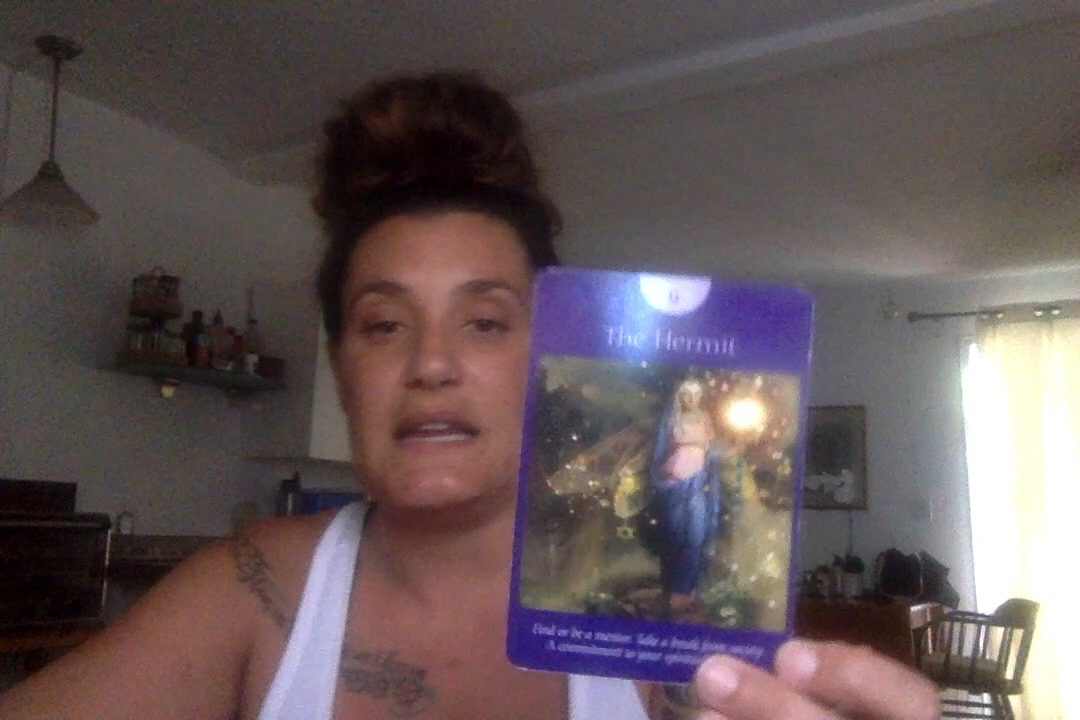 9
The Hermit
Find or be a mentor. Take a break from society.
A commitment to your